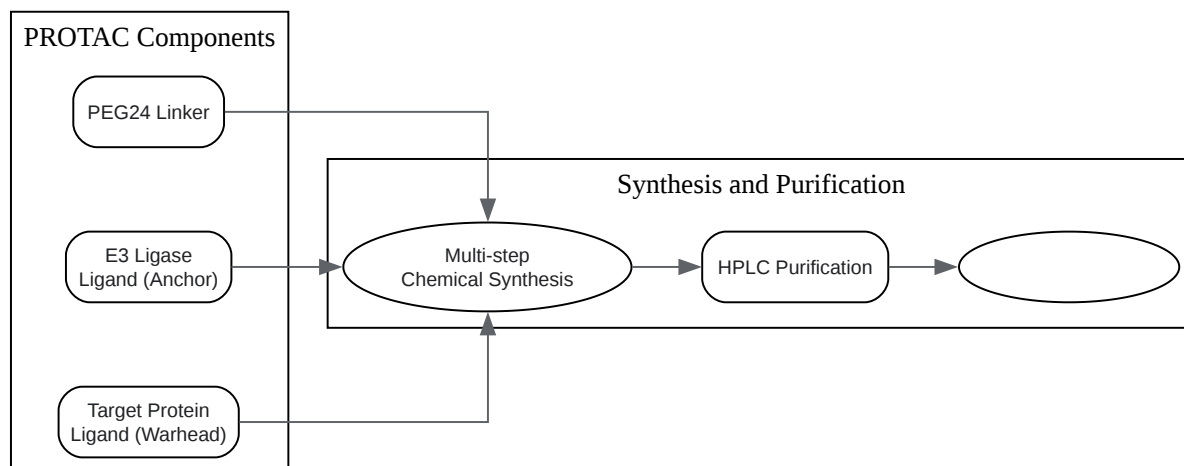 PROTAC Components
PEG24 Linker
E3 Ligase
Ligand (Anchor)
Target Protein
Ligand (Warhead)
Synthesis and Purification
Multi-step
Chemical Synthesis
HPLC Purification